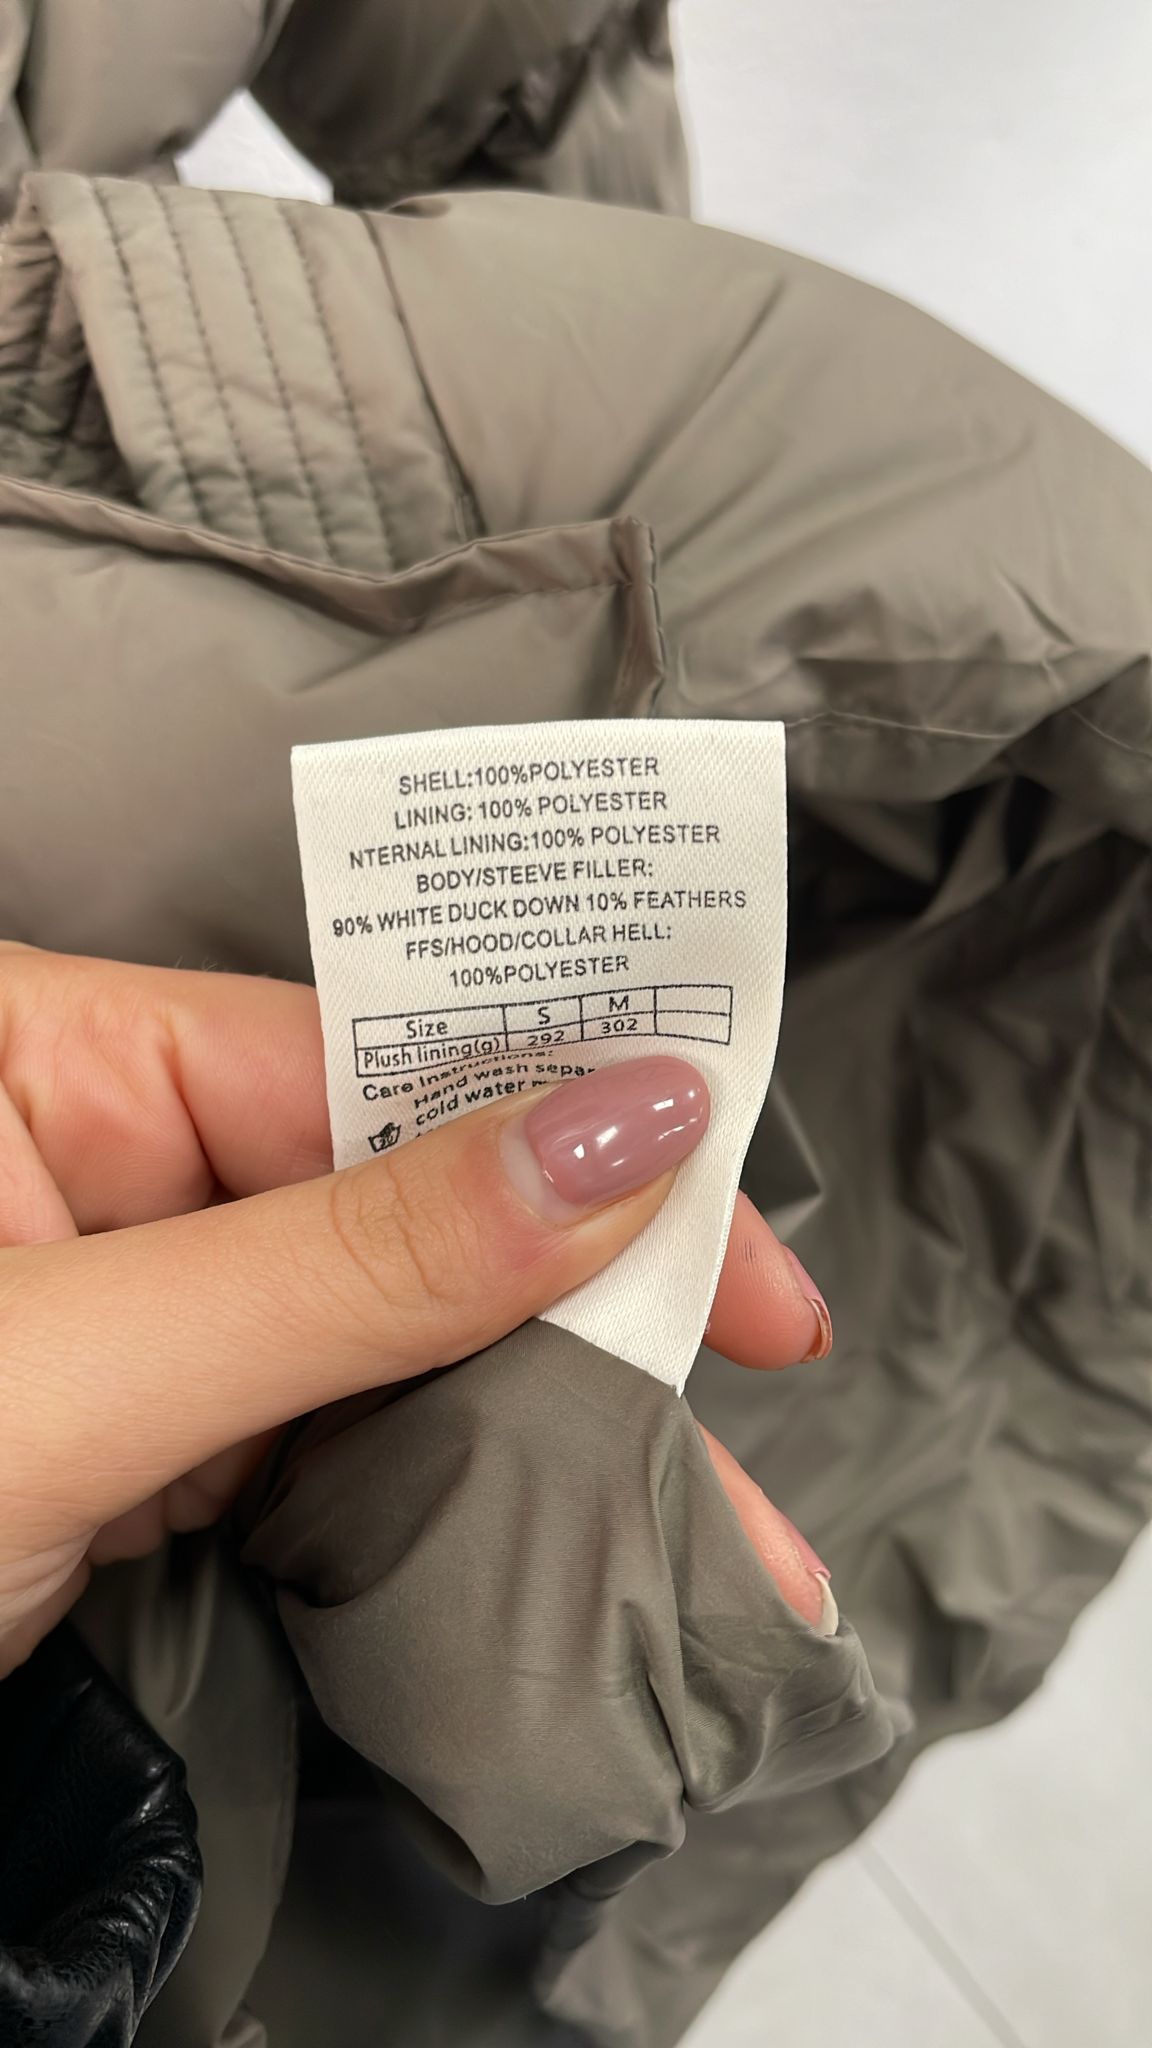 SHELL:100%POLYESTER
LINING: 100% POLYESTER
NTERNAL LINING:100% POLYESTER
BODY/STEEVE FILLER:
90% WHITE DUCK DOWN 10% FEATHERS
FFS/HOOD/COLLAR HELL:
100%POLYESTER
Size S M
Plush lining(g) 292 302
Care Instructions:
Hand wash
cold water